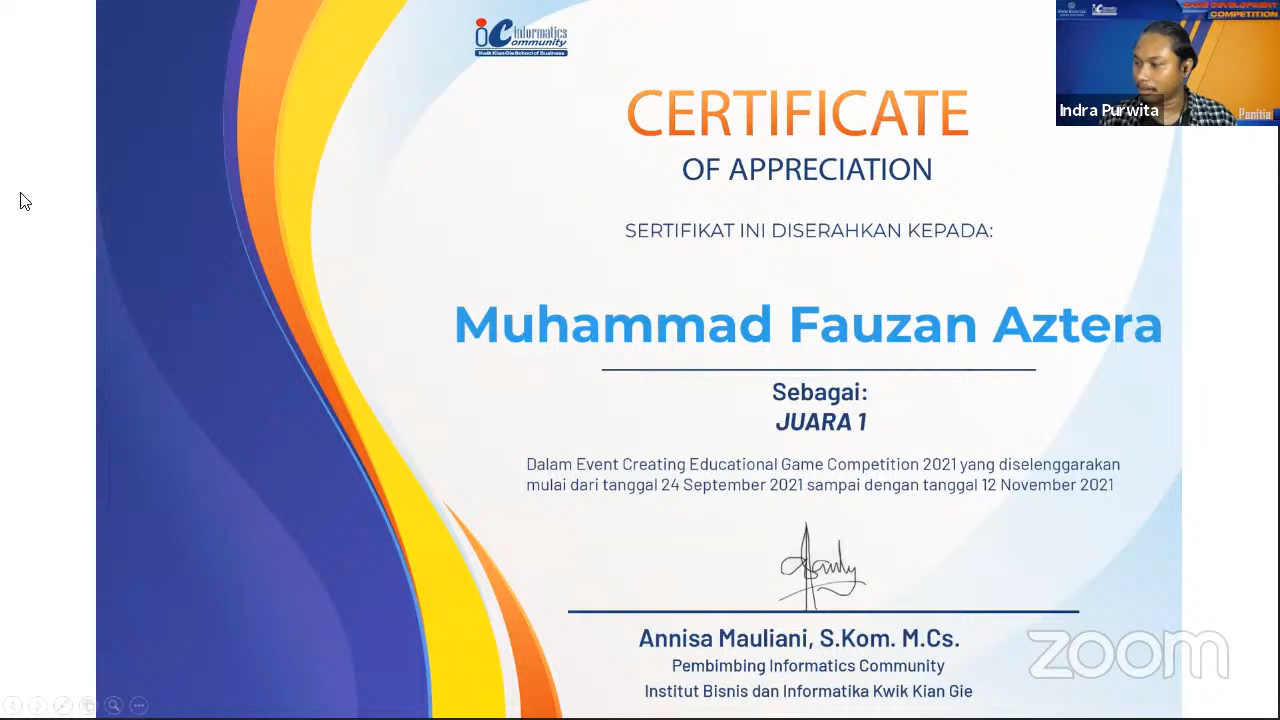 informatics
Community
Kwik Kian Gie School of Business
GAME DEVELOPMENT
COMPETITION
Indra Purwita
Panitia
CERTIFICATE
OF APPRECIATION
SERTIFIKAT INI DISERAHKAN KEPADA:
Muhammad Fauzan Aztera
Sebagai:
JUARA 1
Dalam Event Creating Educational Game Competition 2021 yang diselenggarakan
mulai dari tanggal 24 September 2021 sampai dengan tanggal 12 November 2021
Annisa Mauliani, S.Kom. M.Cs.
Pembimbing Informatics Community
Institut Bisnis dan Informatika Kwik Kian Gie
zoom